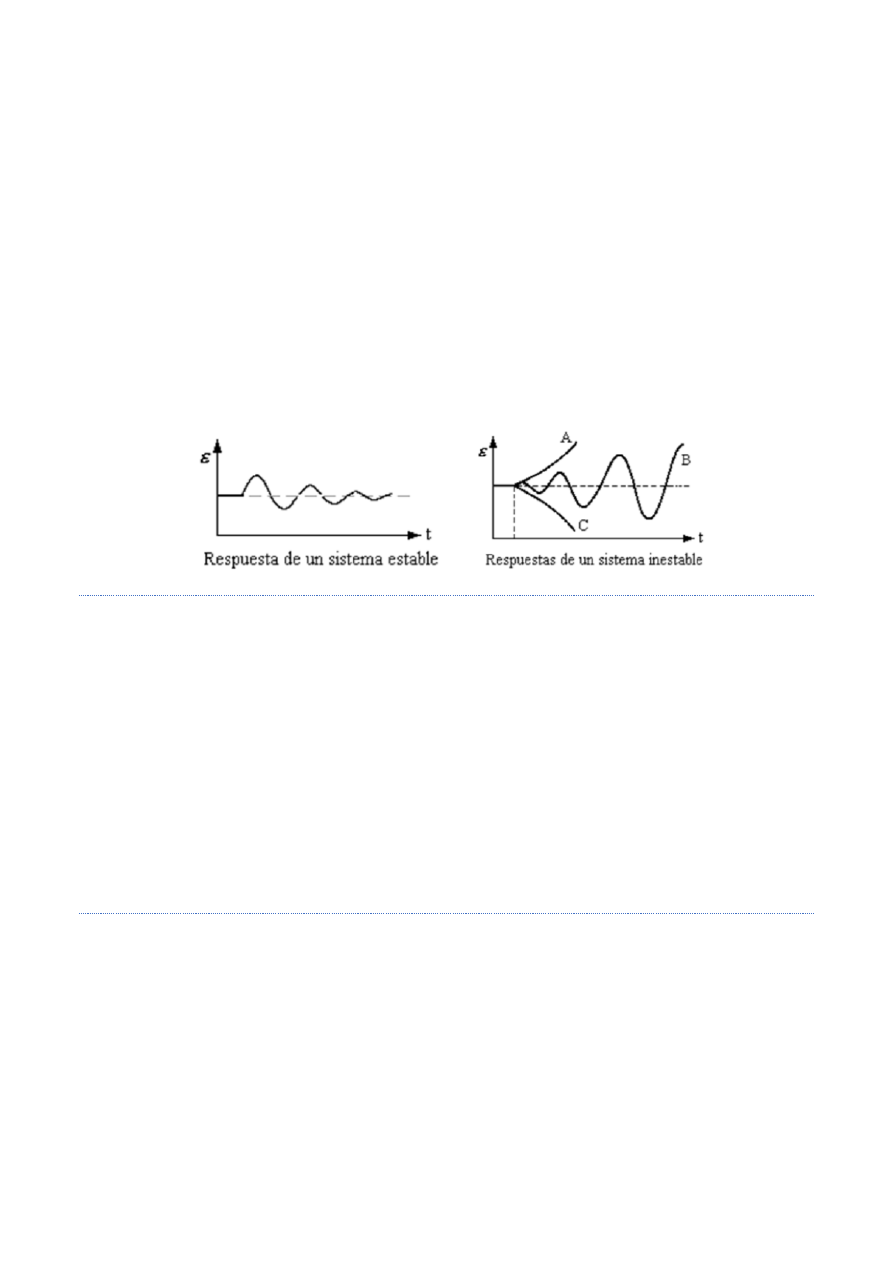 A
ε
B
C
t
Respuesta de un sistema estable
ε
t
Respuestas de un sistema inestable